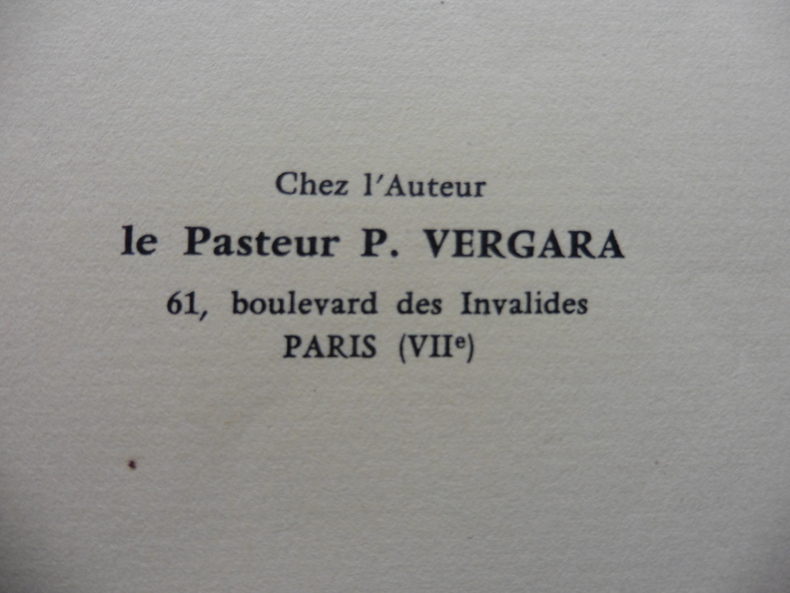 Chez l'Auteur
le Pasteur P. VERGARA
61, boulevard des Invalides
PARIS (VIIᵉ)